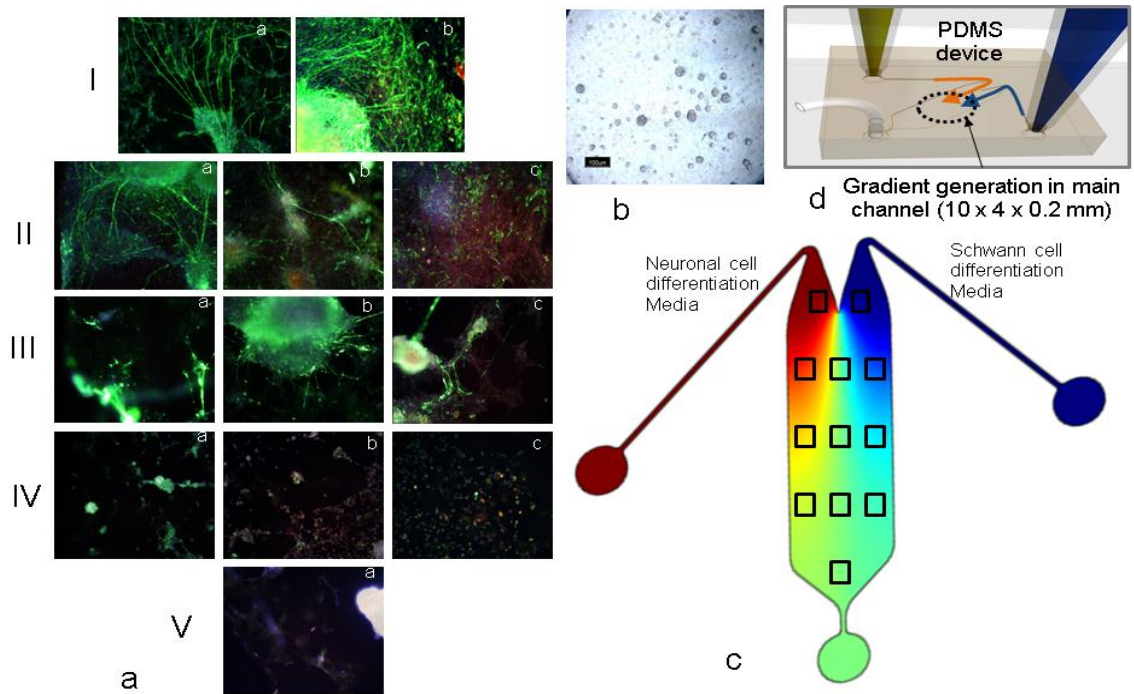 I
a
b
II
a
b
c
III
a
b
c
IV
a
b
c
V
a
a
100um
b
PDMS
device
d
Gradient generation in main
channel (10 x 4 x 0.2 mm)
Neuronal cell
differentiation
Media
Schwann cell
differentiation
Media
c